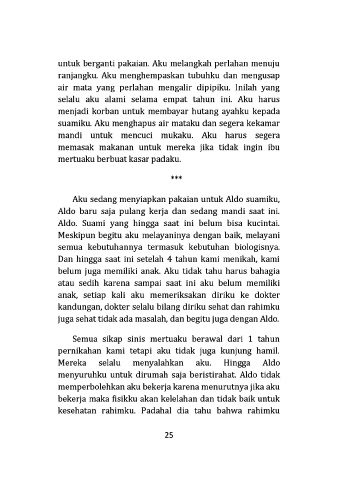 untuk berganti pakaian. Aku melangkah perlahan menuju
ranjangku. Aku menghempaskan tubuhku dan mengusap
air mata yang perlahan mengalir dipipiku. Inilah yang
selalu aku alami selama empat tahun ini. Aku harus
menjadi korban untuk membayar hutang ayahku kepada
suamiku. Aku menghapus air mataku dan segera kekamar
mandi untuk mencuci mukaku. Aku harus segera
memasak makanan untuk mereka jika tidak ingin ibu
mertuaku berbuat kasar padaku.
***
Aku sedang menyiapkan pakaian untuk Aldo suamiku,
Aldo baru saja pulang kerja dan sedang mandi saat ini.
Aldo. Suami yang hingga saat ini belum bisa kucintai.
Meskipun begitu aku melayaninya dengan baik, melayani
semua kebutuhannya termasuk kebutuhan biologisnya.
Dan hingga saat ini setelah 4 tahun kami menikah, kami
belum juga memiliki anak. Aku tidak tahu harus bahagia
atau sedih karena sampai saat ini aku belum memiliki
anak, setiap kali aku memeriksakan diriku ke dokter
kandungan, dokter selalu bilang diriku sehat dan rahimku
juga sehat tidak ada masalah, dan begitu juga dengan Aldo.
Semua sikap sinis mertuaku berawal dari 1 tahun
pernikahan kami tetapi aku tidak juga kunjung hamil.
Mereka selalu menyalahkan aku. Hingga Aldo
menyuruhku untuk dirumah saja beristirahat. Aldo tidak
memperbolehkan aku bekerja karena menurutnya jika aku
bekerja maka fisikku akan kelelahan dan tidak baik untuk
kesehatan rahimku. Padahal dia tahu bahwa rahimku
25